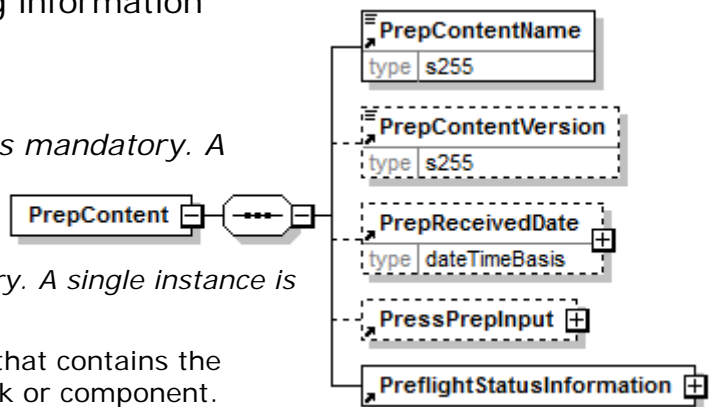 g information
s mandatory. A
ry. A single instance is
that contains the
k or component.
PrepContent
PrepContentName
type s255
PrepContentVersion
type s255
PrepReceivedDate
type dateTimeBasis
PressPrepInput
PreflightStatusInformation